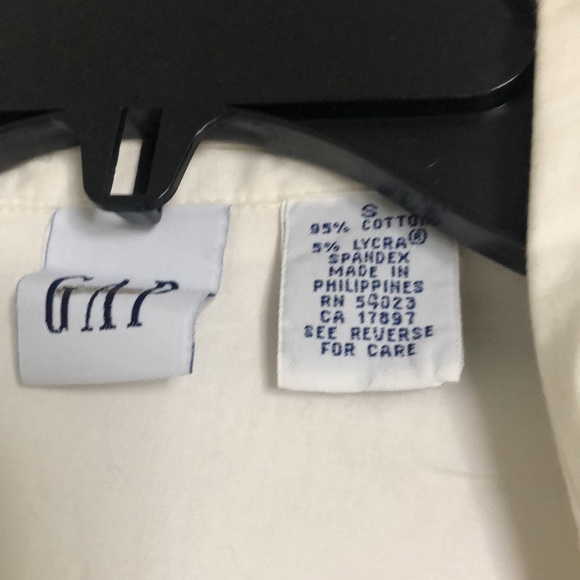 GAP
S
95% COTTON
5% LYCRA®
SPANDEX
MADE IN
PHILIPPINES
RN 54023
CA 17897
SEE REVERSE
FOR CARE